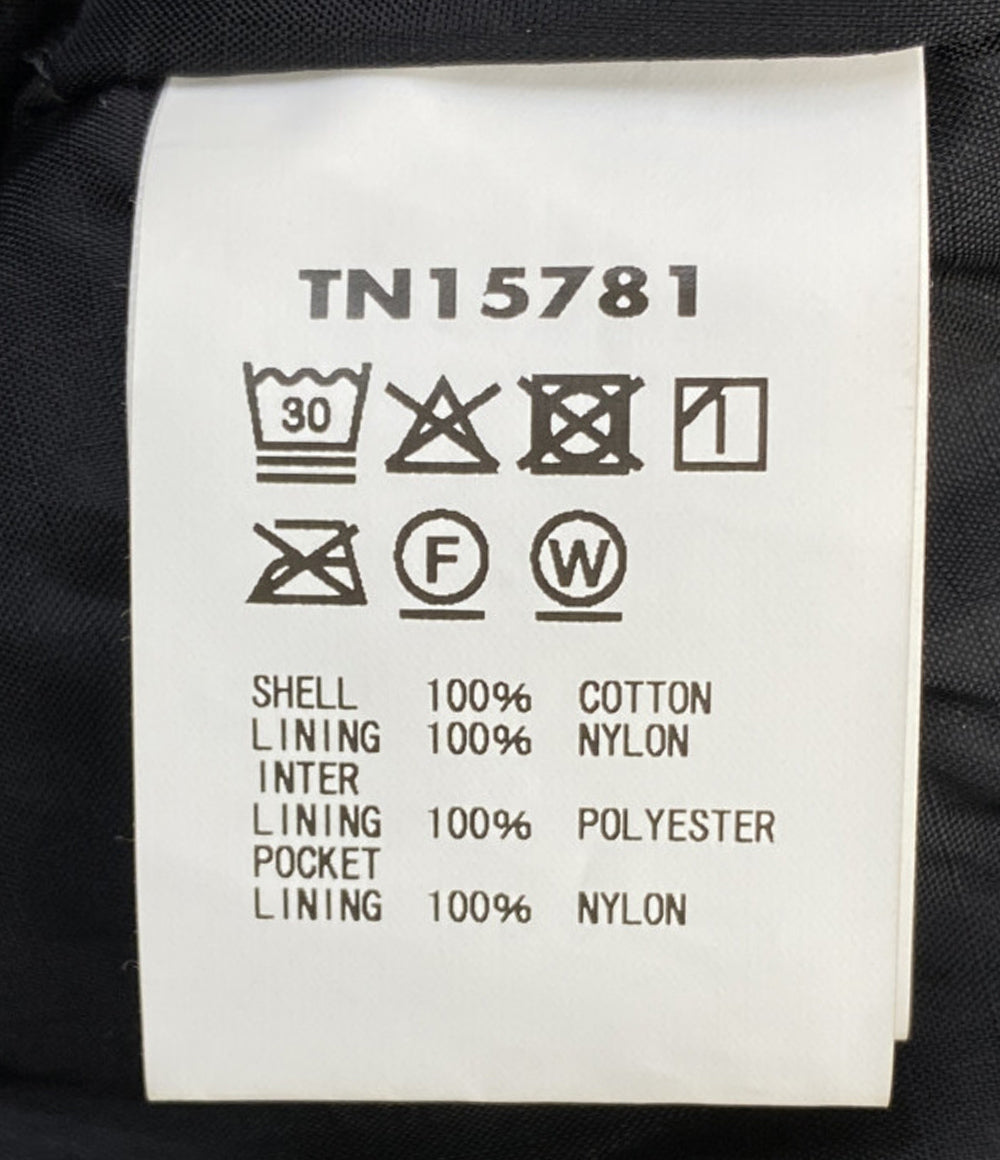 TN15781
30
F W
SHELL 100% COTTON
LINING 100% NYLON
INTER
LINING 100% POLYESTER
POCKET
LINING 100% NYLON